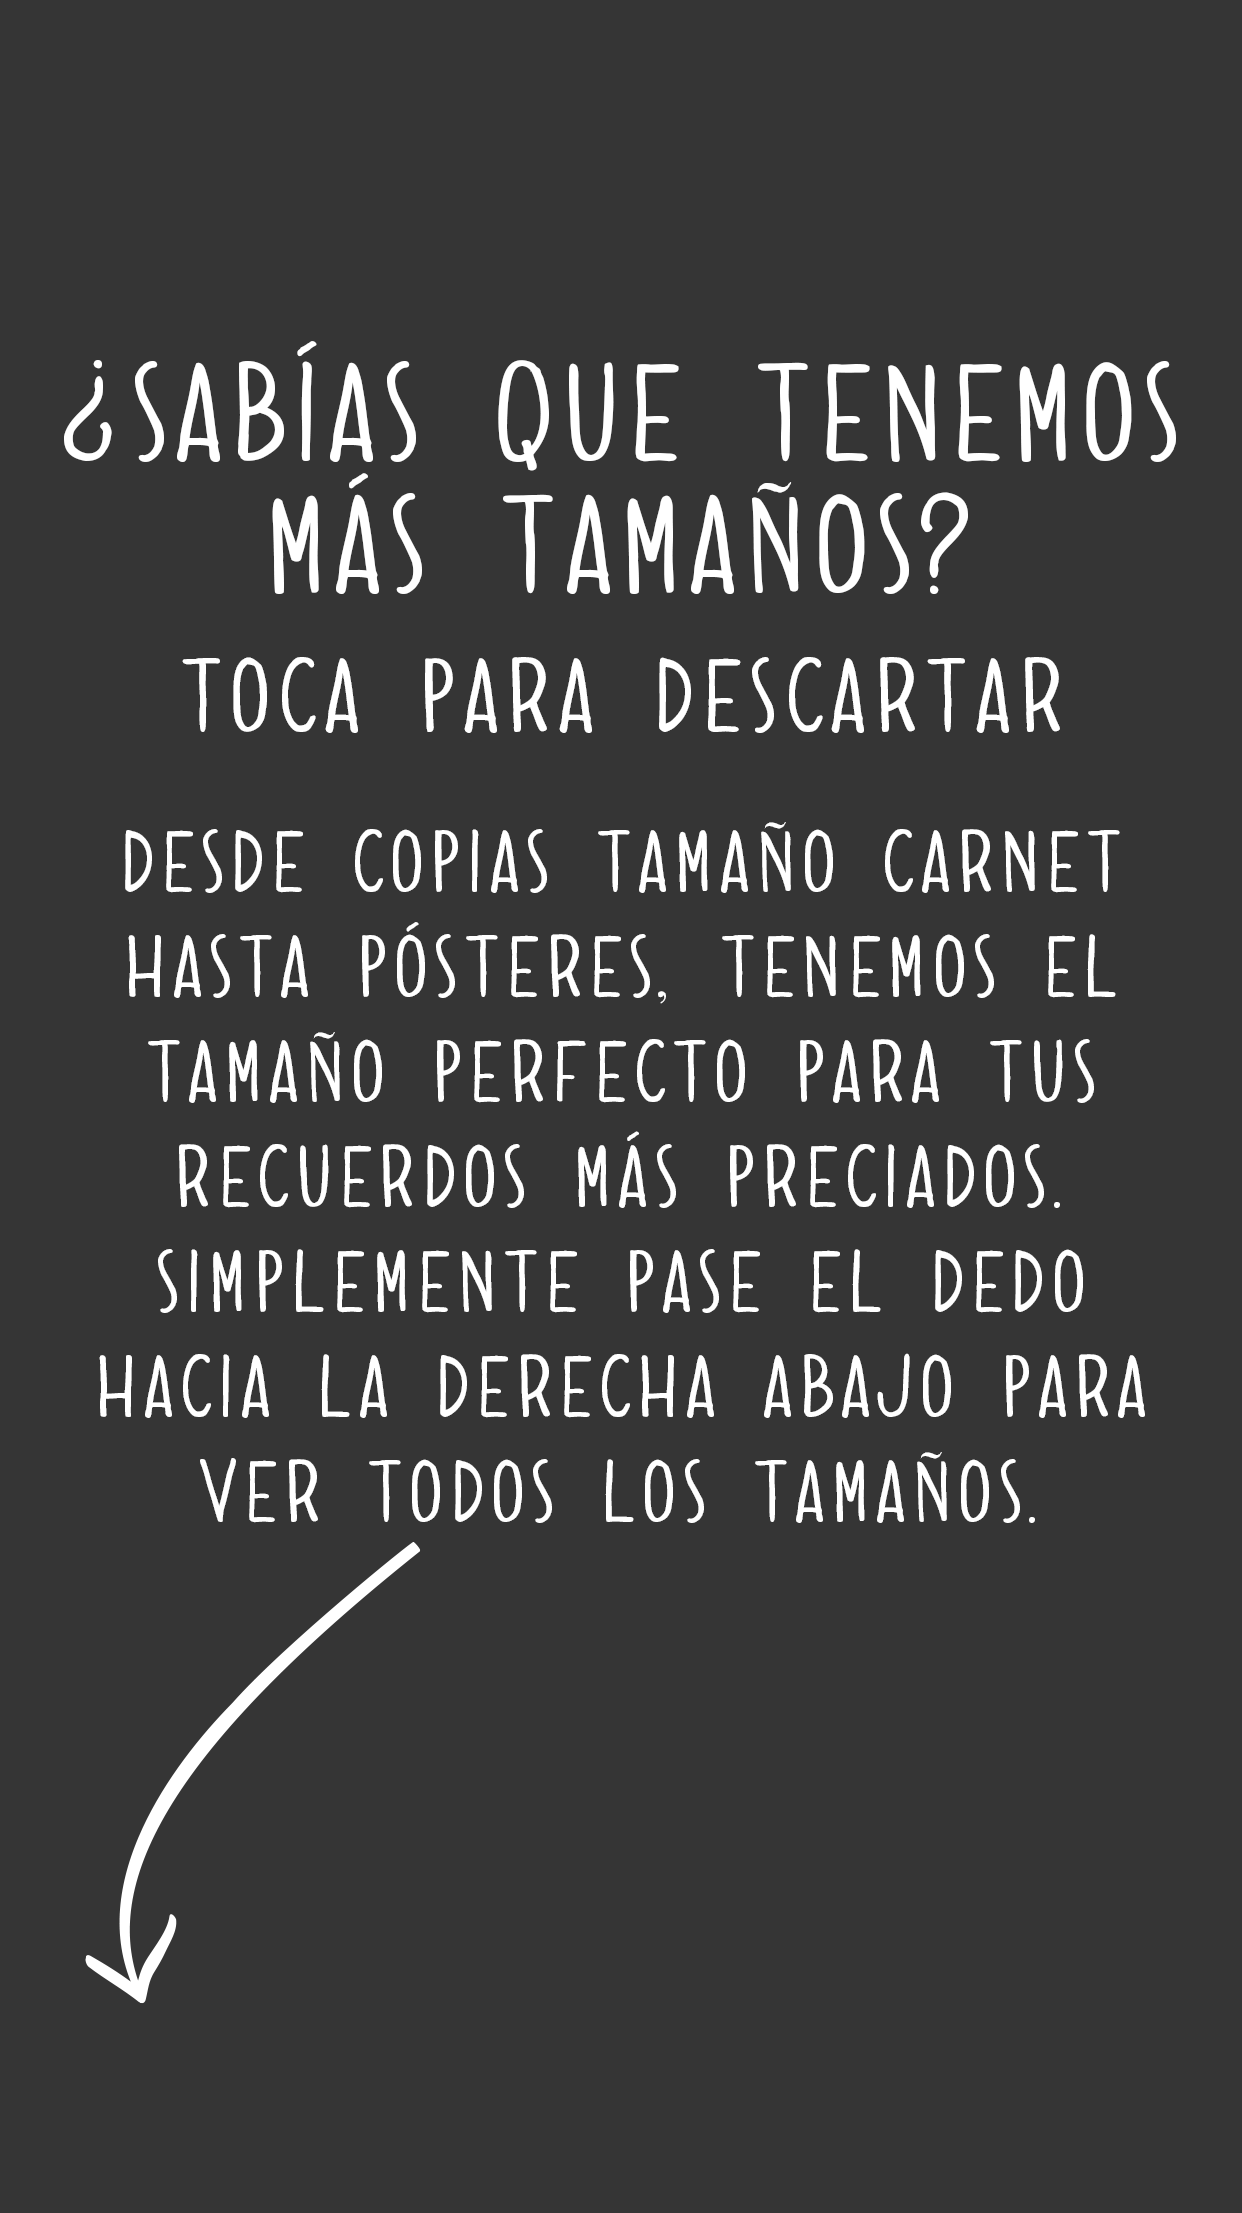 ¿SABÍAS QUE TENEMOS
MÁS TAMAÑOS?
TOCA PARA DESCARTAR
DESDE COPIAS TAMAÑO CARNET
HASTA PÓSTERES, TENEMOS EL
TAMAÑO PERFECTO PARA TUS
RECUERDOS MÁS PRECIADOS.
SIMPLEMENTE PASE EL DEDO
HACIA LA DERECHA ABAJO PARA
VER TODOS LOS TAMAÑOS.